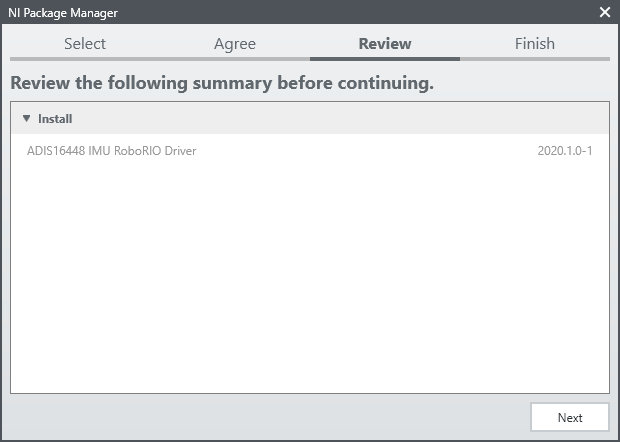 NI Package Manager
Select Agree Review Finish
Review the following summary before continuing.
Install
ADIS16448 IMU RoboRIO Driver 2020.1.0-1
Next